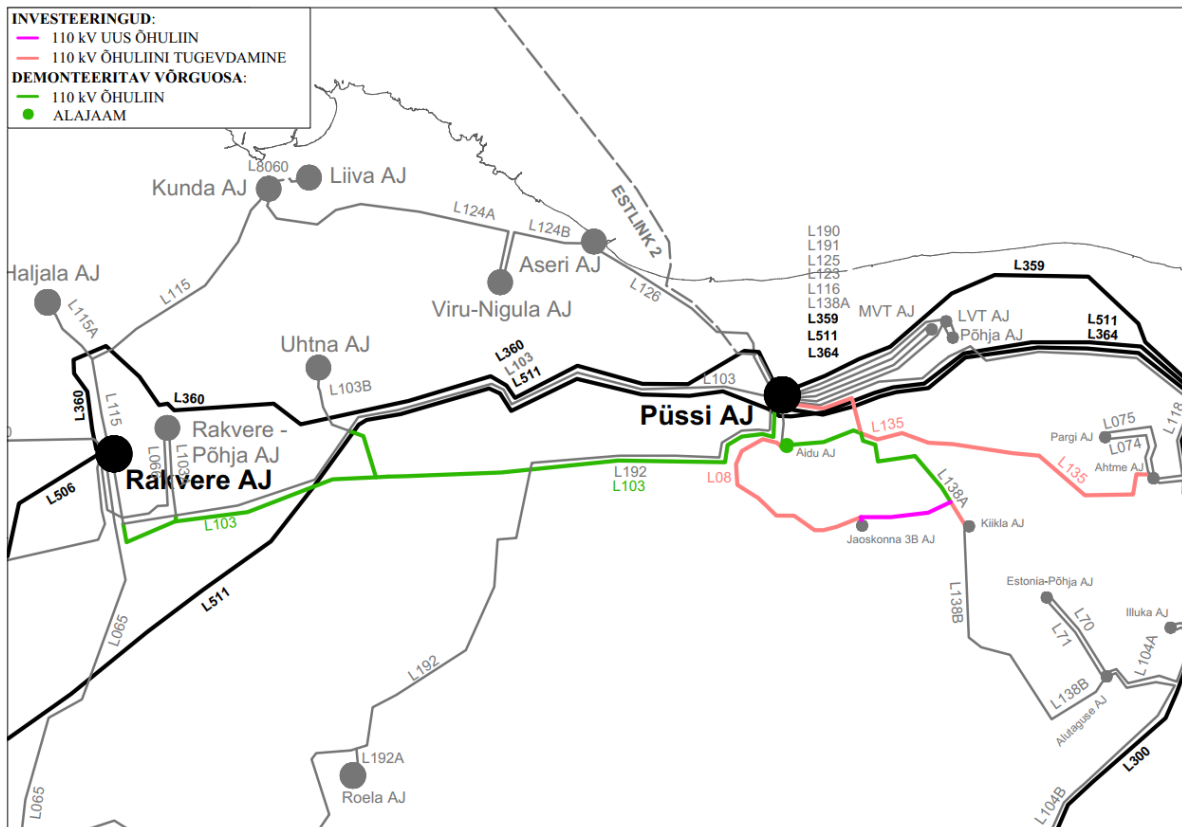 INVESTEERINGUD:
110 kV UUS ÕHULIIN
110 kV ÕHULIINI TUGEVDAMINE
DEMONTEERITAV VÕRGUOSA:
110 kV ÕHULIIN
ALAJAAM
L8060
Kunda AJ
Liiva AJ
L124A
L124B
ESTLINK 2
Aseri AJ
Viru-Nigula AJ
L126
L115
Haljala AJ
L115A
Uhtna AJ
L103B
L360
L103
L511
L190
L191
L125
L123
L116
L138A
L359
L511
L364
MVT AJ
LVT AJ
Põhja AJ
L359
L511
L364
L103
Püssi AJ
L360
L360
L115
Rakvere -
Põhja AJ
L066
L103A
Rakvere AJ
L506
L103
L192
L103
L08
Aidu AJ
L135
L135
L075
L074
Pargi AJ
Ahtme AJ
L118
L138A
Jaoskonna 3B AJ
Kiikla AJ
L511
L065
L192
L138B
Estonia-Põhja AJ
L70
L71
Illuka AJ
L104A
L138B
Alutaguse AJ
L192A
Roela AJ
L065
L300
L104B